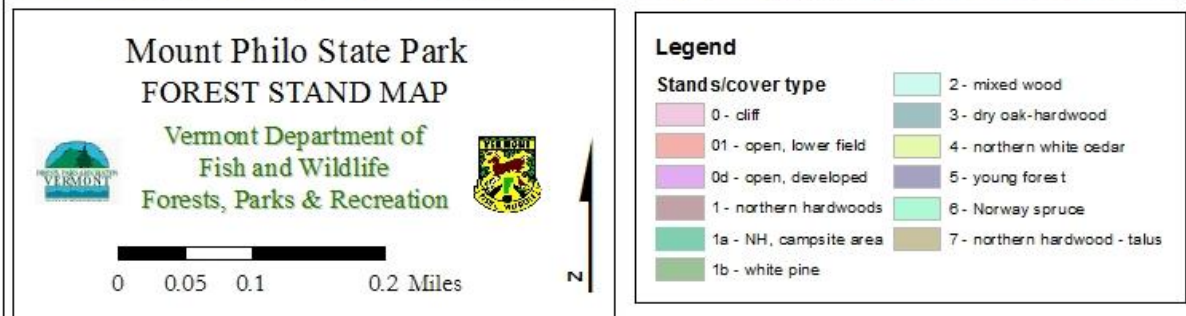 Mount Philo State Park
FOREST STAND MAP
Vermont Department of
Fish and Wildlife
Forests, Parks & Recreation
VERMONT
VERMONT
0 0.05 0.1 0.2 Miles
N
Legend
Stands/cover type
0 - cliff
01 - open, lower field
0d - open, developed
1 - northern hardwoods
1a - NH, campsite area
1b - white pine
2 - mixed wood
3 - dry oak-hardwood
4 - northern white cedar
5 - young forest
6 - Norway spruce
7 - northern hardwood - talus